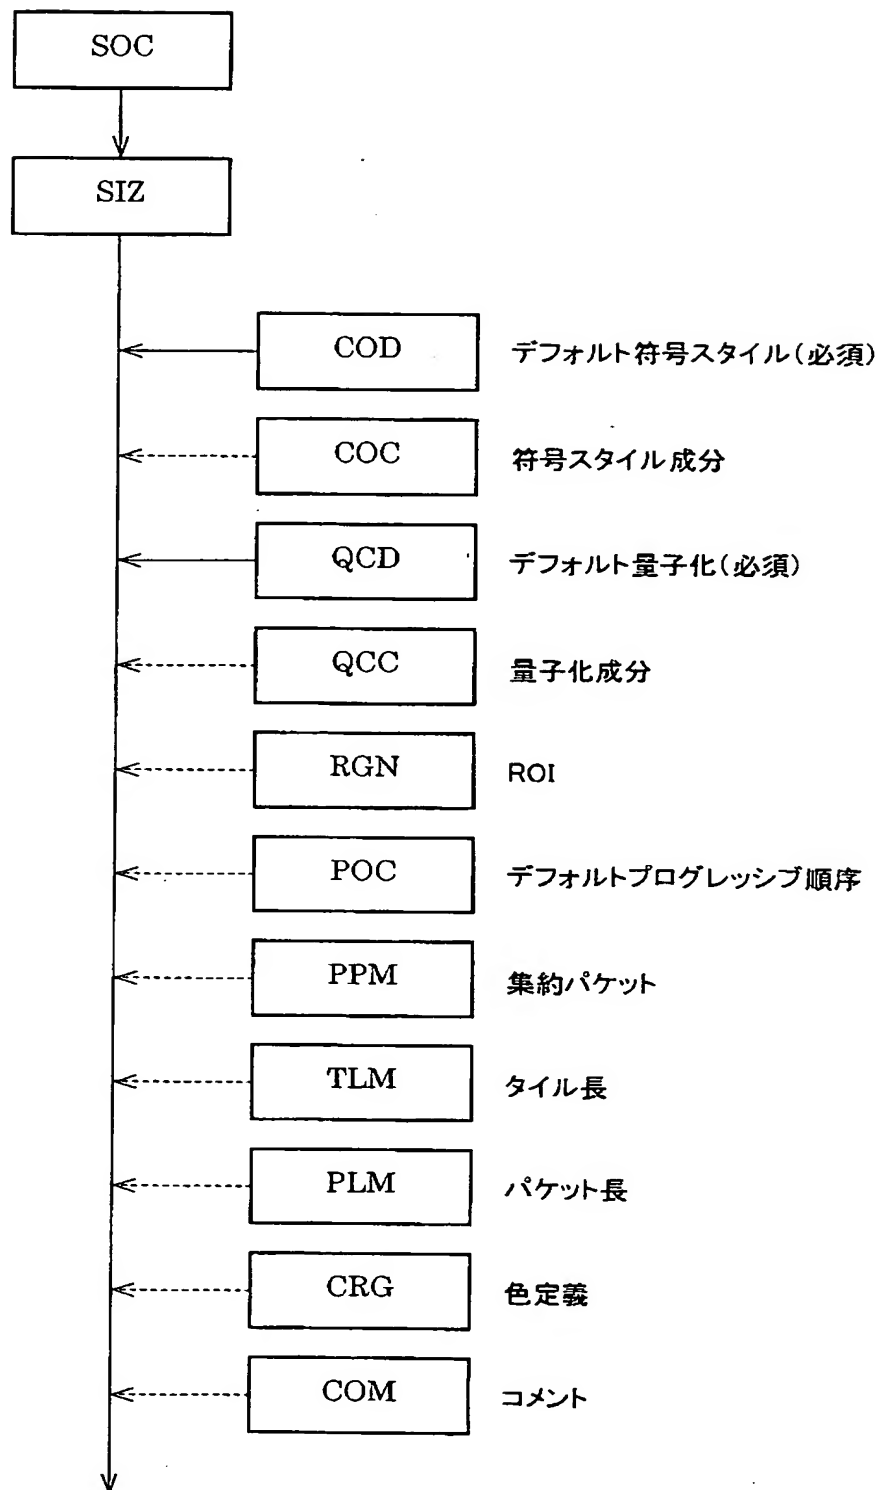 SOC
SIZ
COD デフォルト符号スタイル(必須)
COC 符号スタイル成分
QCD デフォルト量子化(必須)
QCC 量子化成分
RGN ROI
POC デフォルトプログレッシブ順序
PPM 集約パケット
TLM タイル長
PLM パケット長
CRG 色定義
COM コメント